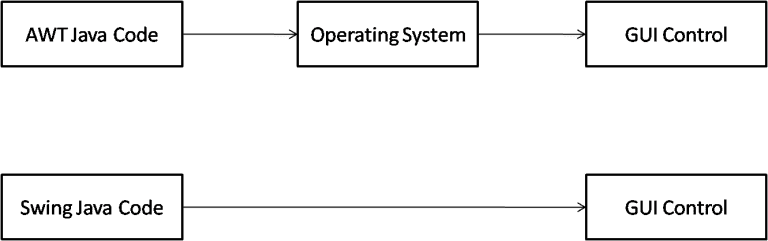 AWT Java Code
Operating System
GUI Control
Swing Java Code
GUI Control